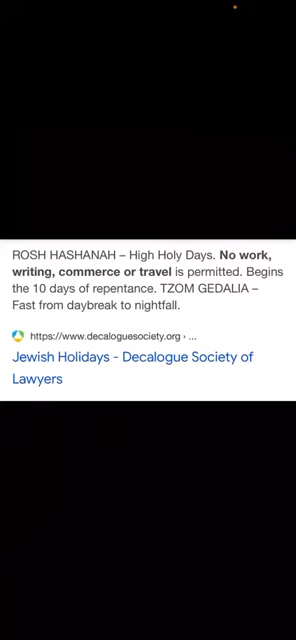 ROSH HASHANAH – High Holy Days. No work,
writing, commerce or travel is permitted. Begins
the 10 days of repentance. TZOM GEDALIA –
Fast from daybreak to nightfall.
https://www.decaloguesociety.org › ...
Jewish Holidays - Decalogue Society of
Lawyers